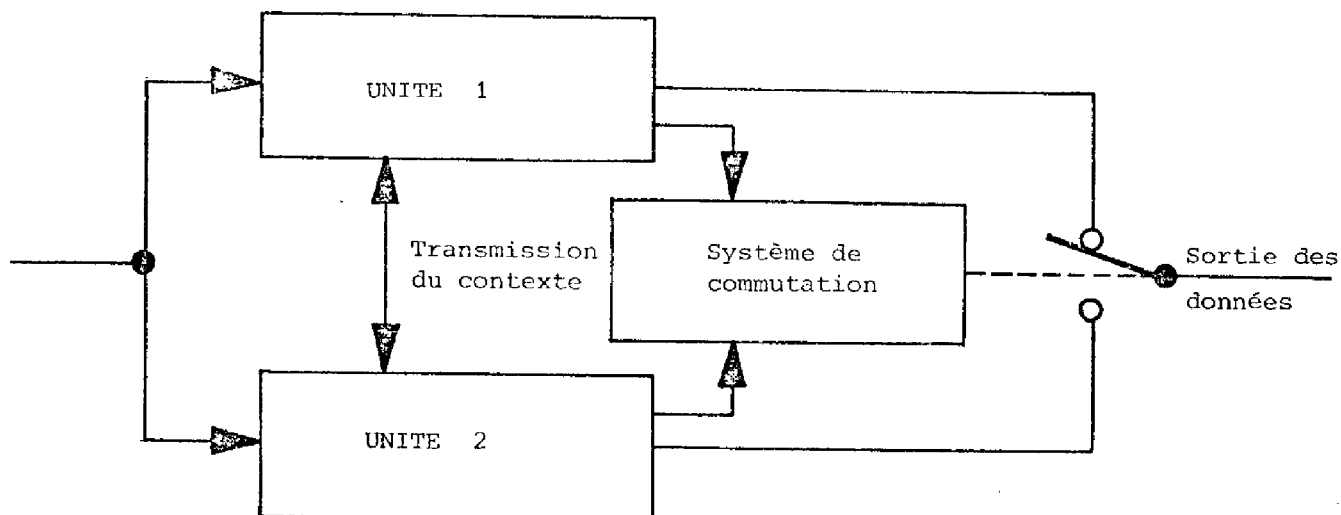 UNITE 1
Transmission
du contexte
Système de
commutation
Sortie des
données
UNITE 2